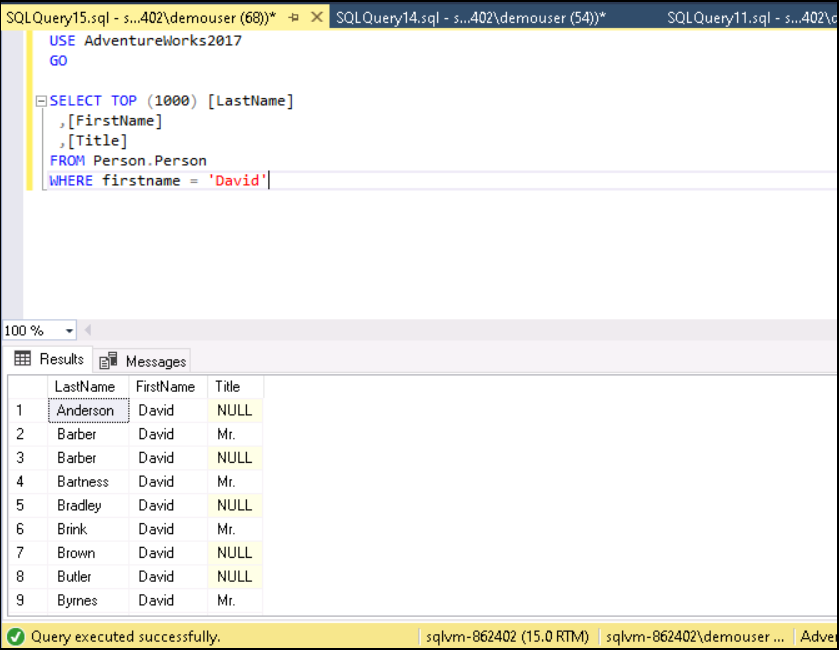 SQLQuery15.sql - s...402\demouser (68))* SQLQuery14.sql - s...402\demouser (54))* SQLQuery11.sql - s...402\d
USE AdventureWorks2017
GO
SELECT TOP (1000) [LastName]
,[FirstName]
,[Title]
FROM Person.Person
WHERE firstname = 'David'
100 %
Results Messages
LastName FirstName Title
1 Anderson David NULL
2 Barber David Mr.
3 Barber David NULL
4 Bartness David Mr.
5 Bradley David NULL
6 Brink David Mr.
7 Brown David NULL
8 Butler David NULL
9 Byrnes David Mr.
Query executed successfully. sqlvm-862402 (15.0 RTM) sqlvm-862402\demouser ... Adve